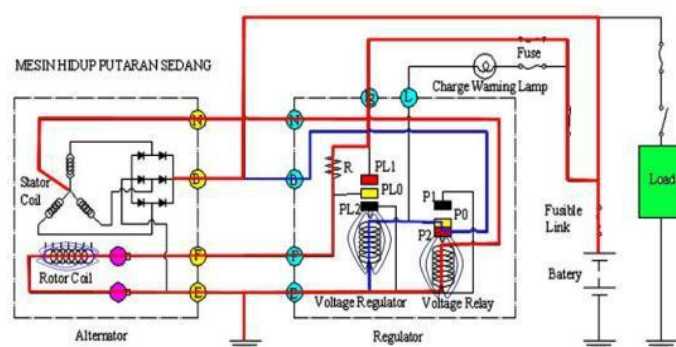 MESIN HIDUP PUTARAN SEDANG
Fuse
Charge Warning Lamp
L
N
N
B
B
F
F
E
E
Stator
Coil
Rotor Coil
R
PL1
PL0
PL2
P1
P0
P2
Voltage Regulator
Voltage Relay
Fusible
Link
Batery
Load
Alternator
Regulator